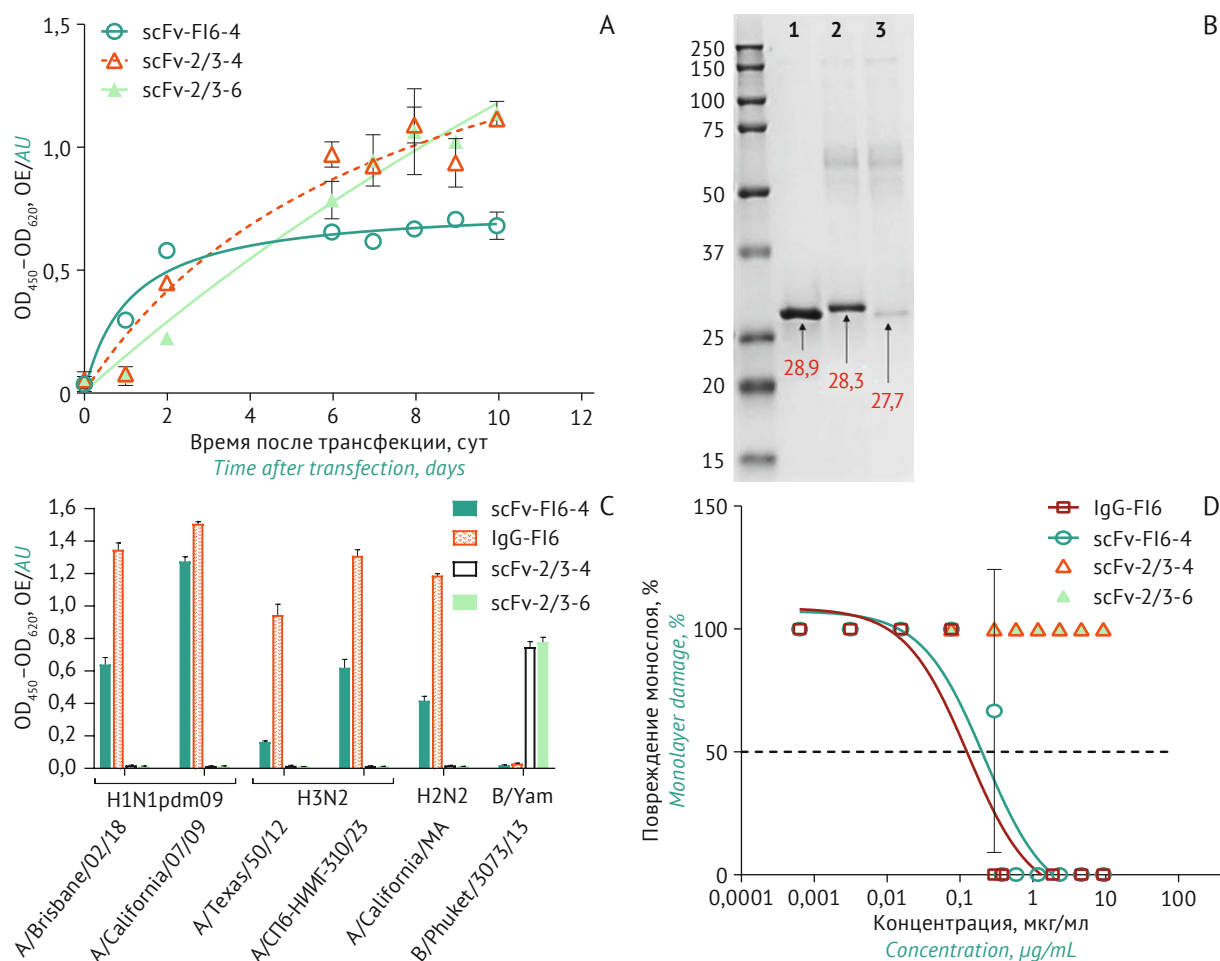 A
scFv-FI6-4
scFv-2/3-4
scFv-2/3-6
1,5
1,0
0,5
0
OD450–OD620, OE/AU
0 2 4 6 8 10 12
Время после трансфекции, сут
Time after transfection, days
B
1 2 3
250
150
100
75
50
37
25
20
15
28,9
28,3
27,7
C
scFv-FI6-4
IgG-FI6
scFv-2/3-4
scFv-2/3-6
1,6
1,4
1,2
1,0
0,8
0,6
0,4
0,2
0,0
OD450–OD620, OE/AU
H1N1pdm09 H3N2 H2N2 B/Yam
A/Brisbane/02/18
A/California/07/09
A/Texas/50/12
A/СПб-НИИГ-310/23
A/California/MA
B/Phuket/3073/13
D
IgG-FI6
scFv-FI6-4
scFv-2/3-4
scFv-2/3-6
150
100
50
0
Повреждение монослоя, %
Monolayer damage, %
0,0001 0,001 0,01 0,1 1 10 100
Концентрация, мкг/мл
Concentration, µg/mL